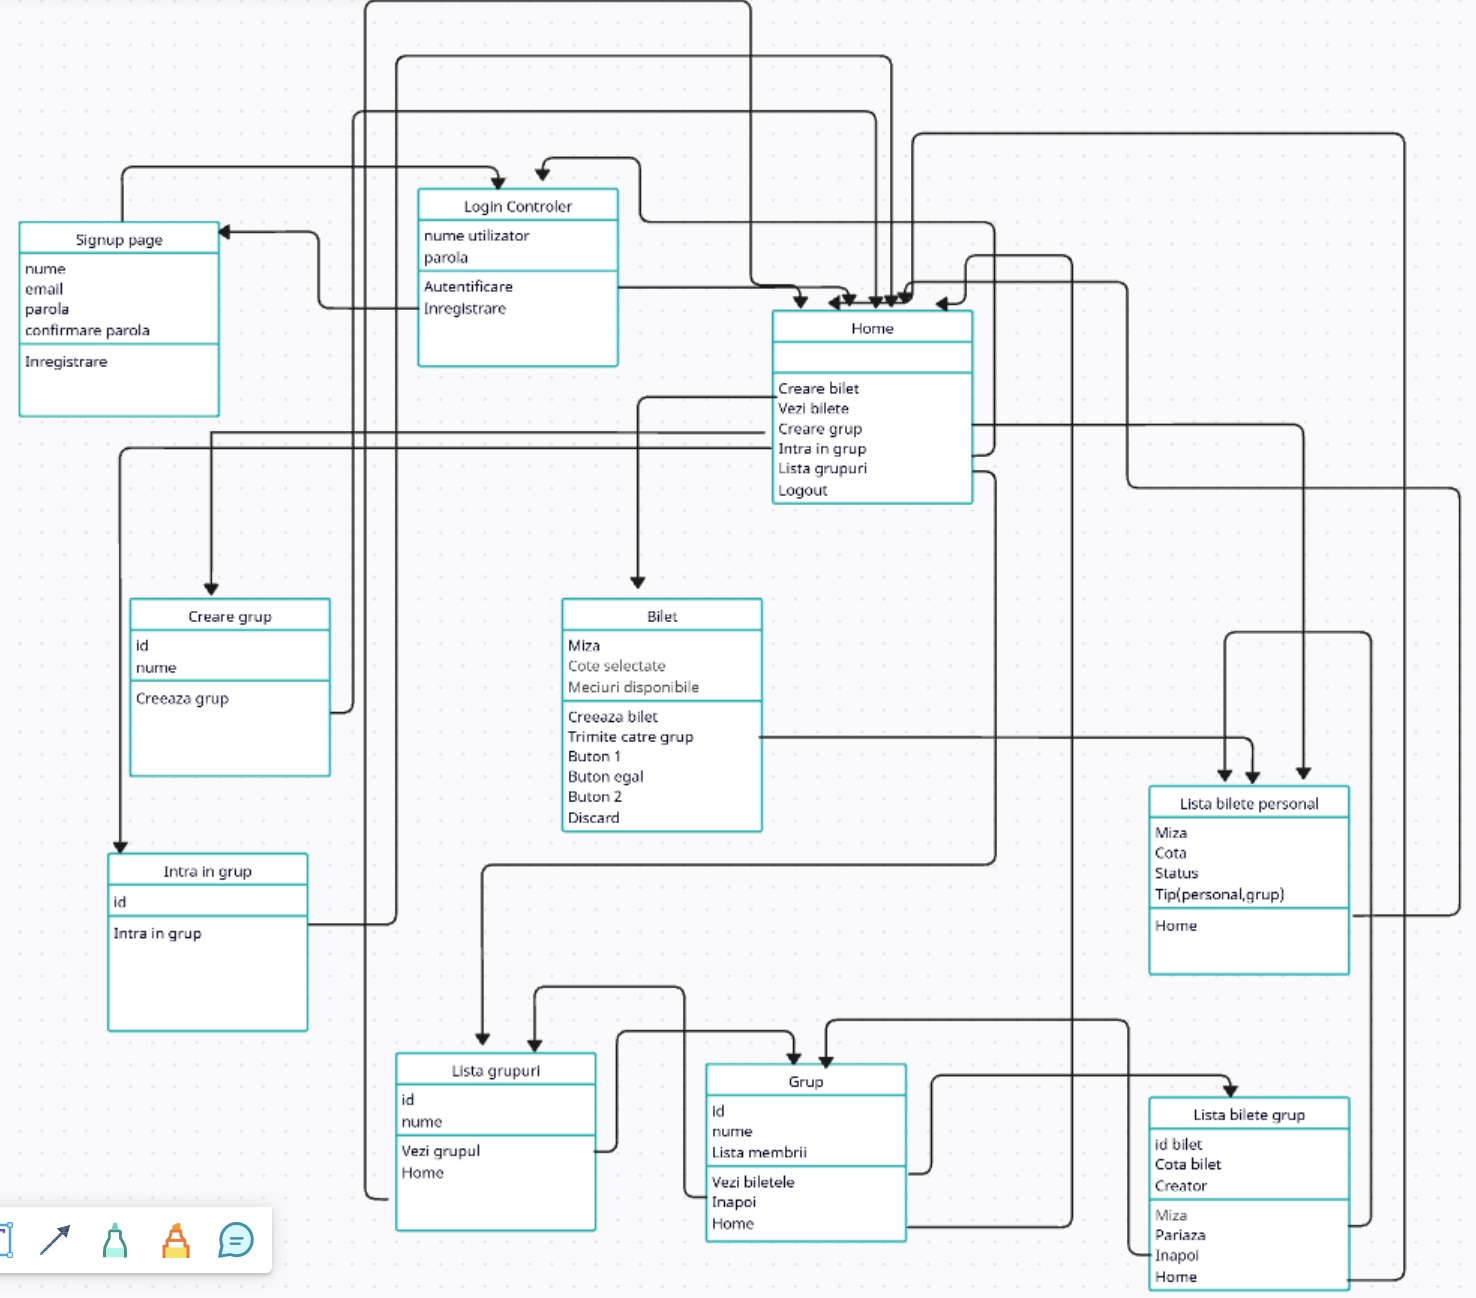 Login Controler
nume utilizator
parola
Autentificare
Inregistrare
Signup page
nume
email
parola
confirmare parola
Inregistrare
Home
Creare bilet
Vezi bilete
Creare grup
Intra in grup
Lista grupuri
Logout
Creare grup
id
nume
Creeaza grup
Bilet
Miza
Cote selectate
Meciuri disponibile
Creeaza bilet
Trimite catre grup
Buton 1
Buton egal
Buton 2
Discard
Lista bilete personal
Miza
Cota
Status
Tip(personal,grup)
Home
Intra in grup
id
Intra in grup
Lista grupuri
id
nume
Vezi grupul
Home
Grup
id
nume
Lista membrii
Vezi biletele
Inapoi
Home
Lista bilete grup
id bilet
Cota bilet
Creator
Miza
Pariaza
Inapoi
Home